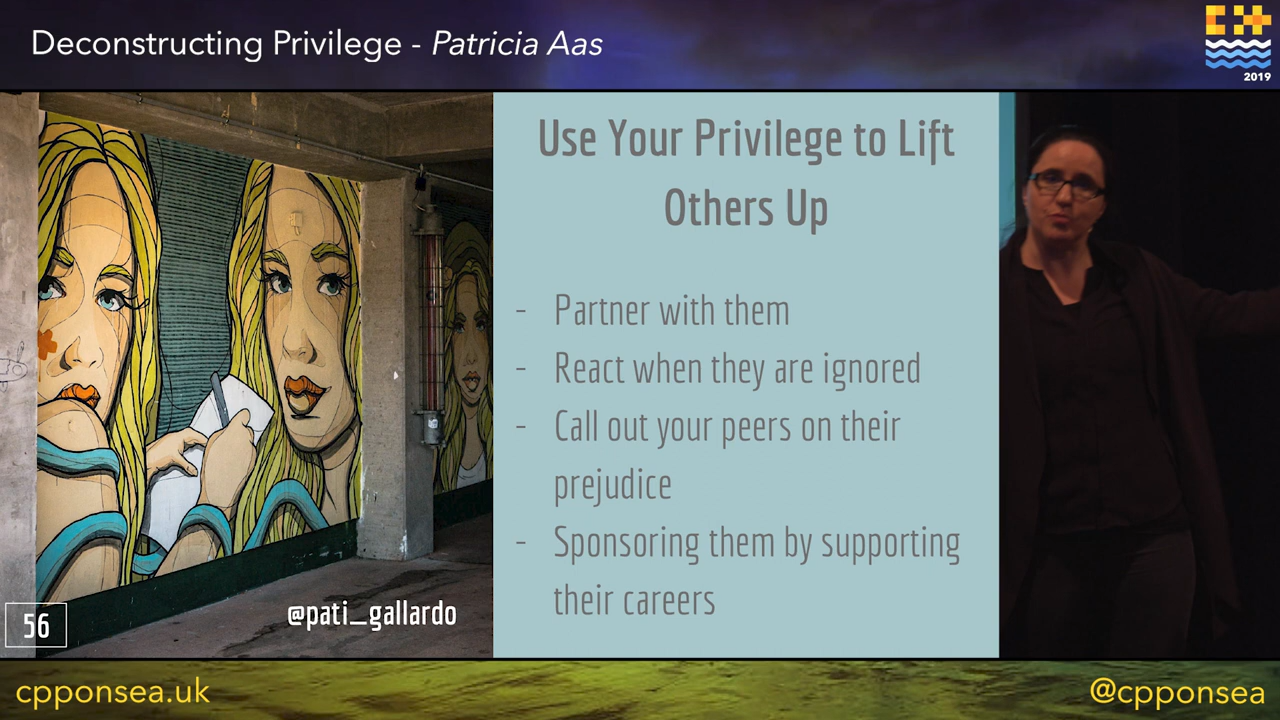 Deconstructing Privilege - Patricia Aas
2019
Use Your Privilege to Lift
Others Up
- Partner with them
- React when they are ignored
- Call out your peers on their
prejudice
- Sponsoring them by supporting
their careers
56
@pati_gallardo
cpponsea.uk
@cpponsea